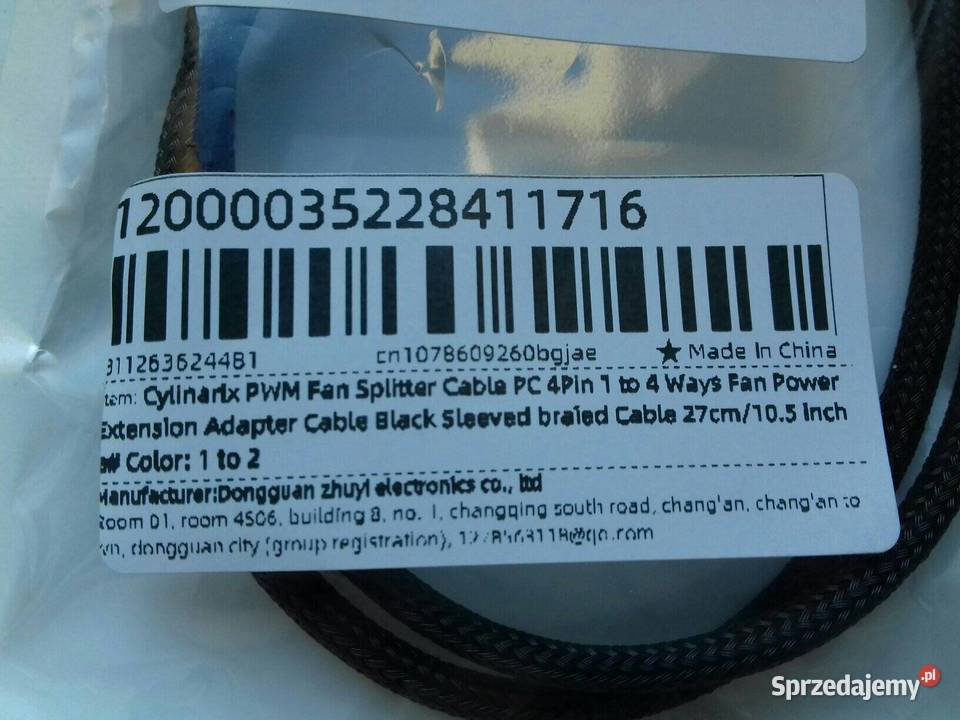 12000035228411716
911263624481 cn1078609260bgjae ★ Made In China
tem: Cylinarix PWM Fan Splitter Cable PC 4Pin 1 to 4 Ways Fan Power
Extension Adapter Cable Black Sleeved braied Cable 27cm/10.5 inch
Color: 1 to 2
Manufacturer:Dongguan zhuyi electronics co., ltd
Room 01, room 4506, building 8, no. 1, changqing south road, chang'an, chang'an to
wn, dongguan city (group registration),
Sprzedajemy.pl